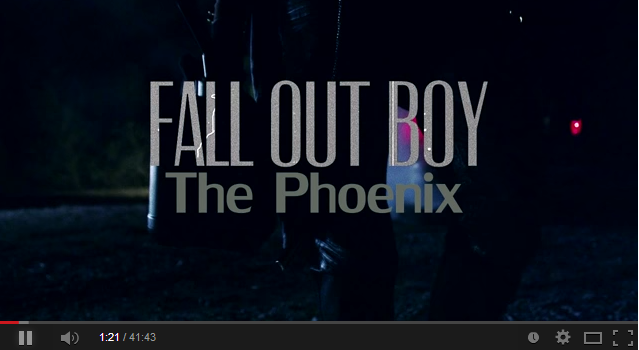 FALL OUT BOY
The Phoenix
1:21 / 41:43